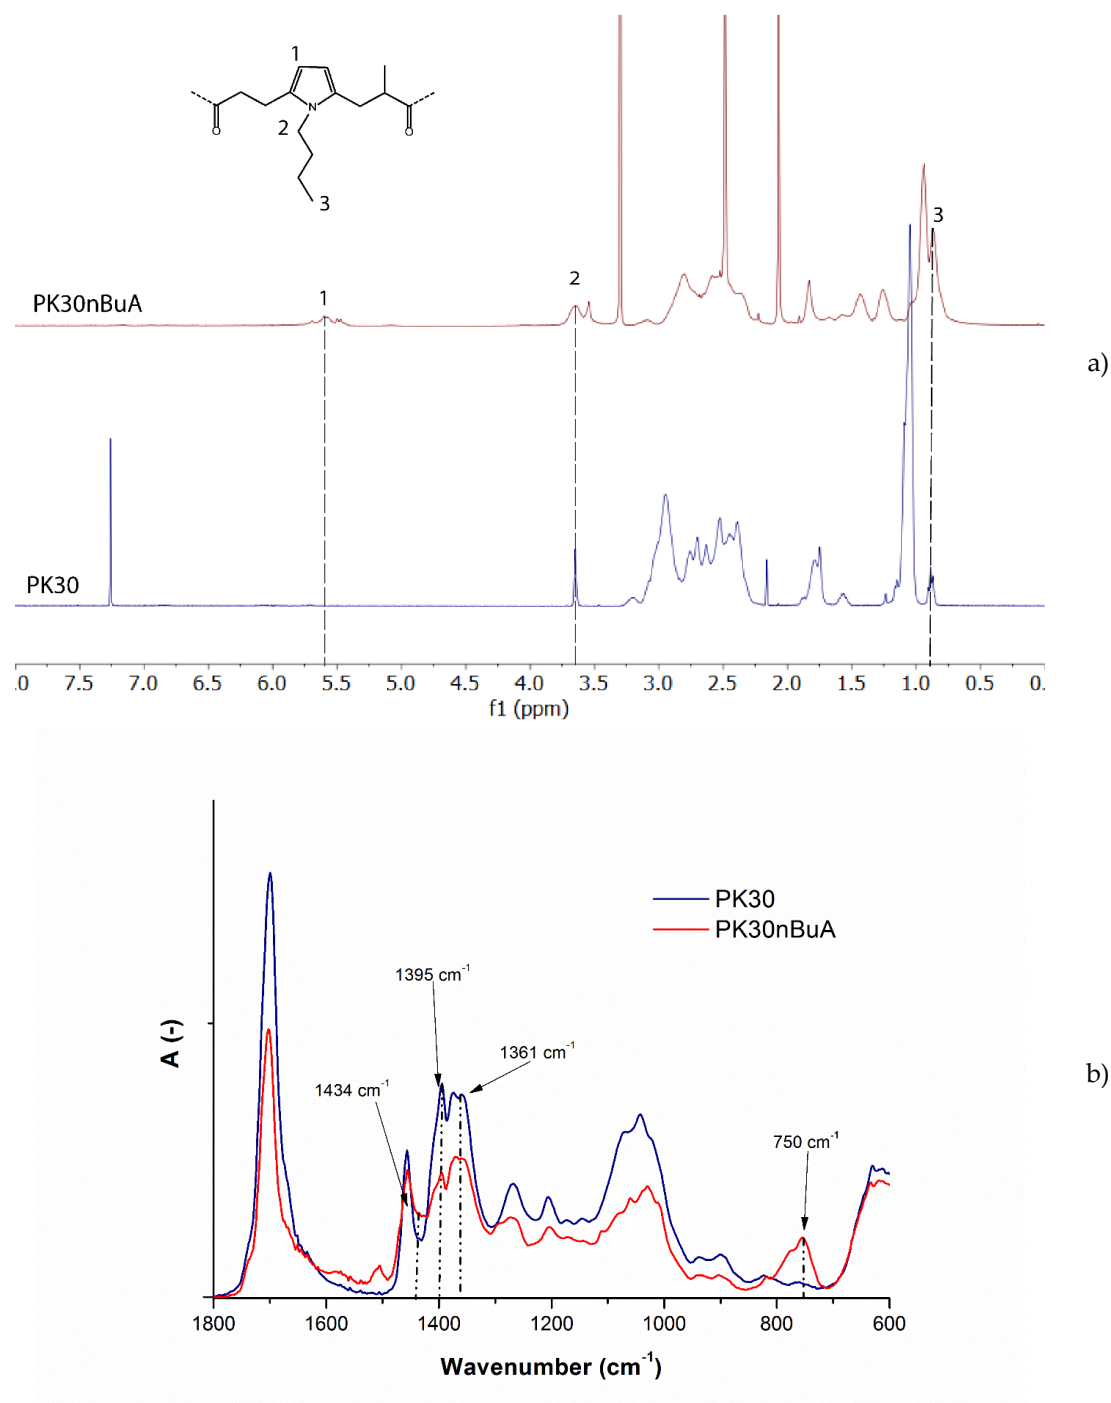 1
N
O
O
2
3
3
PK30nBuA
1
2
a)
PK30
.0 7.5 7.0 6.5 6.0 5.5 5.0 4.5 4.0 3.5 3.0 2.5 2.0 1.5 1.0 0.5 0.
f1 (ppm)
PK30
PK30nBuA
1395 cm-1
1361 cm-1
1434 cm-1
750 cm-1
A (-)
b)
1800 1600 1400 1200 1000 800 600
Wavenumber (cm-1)